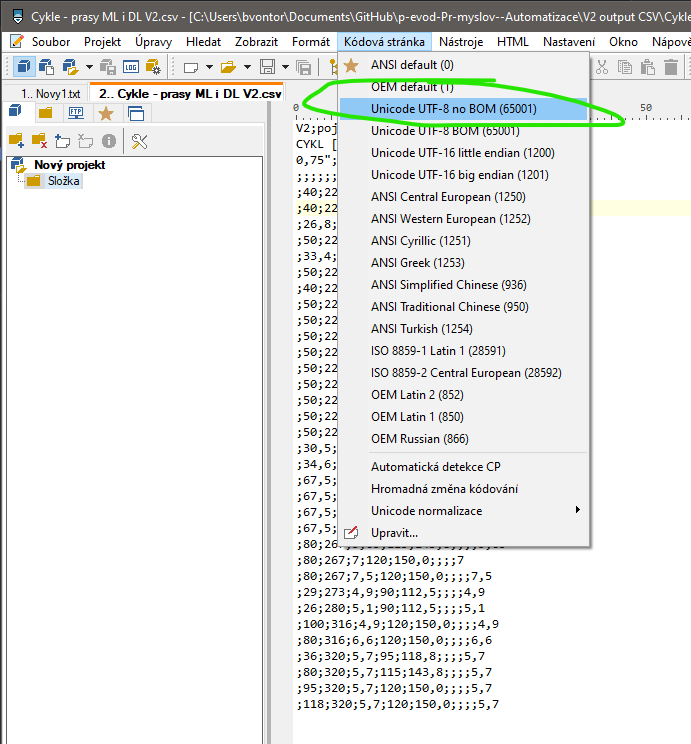 Cykle - prasy ML i DL V2.csv - [C:\Users\bvontor\Documents\GitHub\p-evod-Pr-myslov--Automatizace\V2 output CSV\Cykle
Soubor Projekt Úpravy Hledat Zobrazit Formát Kódová stránka Nástroje HTML Nastavení Okno Nápově
LOG
1. Novy1.txt 2.. Cykle - prasy ML i DL V2.csv
FTP
Nový projekt
Složka
0 50
V2;poj
CYKL [
0,75";
;;;;;;
;40;22
;40;22
;26,8;
;50;22
;33,4;
;50;22
;40;22
;50;22
;50;22
;50;22
;50;22
;50;22
;50;22
;50;22
;50;22
;50;22
;30,5;
;34,6;
;67,5;
;67,5;
;67,5;
;67,5;
;80;267;7;120;150,0;;;;7
;80;267;7,5;120;150,0;;;;7,5
;29;273;4,9;90;112,5;;;;4,9
;26;280;5,1;90;112,5;;;;5,1
;100;316;4,9;120;150,0;;;;4,9
;80;316;6,6;120;150,0;;;;6,6
;36;320;5,7;95;118,8;;;;5,7
;80;320;5,7;115;143,8;;;;5,7
;95;320;5,7;120;150,0;;;;5,7
;118;320;5,7;120;150,0;;;;5,7
ANSI default (0)
OEM default (1)
Unicode UTF-8 no BOM (65001)
Unicode UTF-8 BOM (65001)
Unicode UTF-16 little endian (1200)
Unicode UTF-16 big endian (1201)
ANSI Central European (1250)
ANSI Western European (1252)
ANSI Cyrillic (1251)
ANSI Greek (1253)
ANSI Simplified Chinese (936)
ANSI Traditional Chinese (950)
ANSI Turkish (1254)
ISO 8859-1 Latin 1 (28591)
ISO 8859-2 Central European (28592)
OEM Latin 2 (852)
OEM Latin 1 (850)
OEM Russian (866)
Automatická detekce CP
Hromadná změna kódování
Unicode normalizace
Upravit...